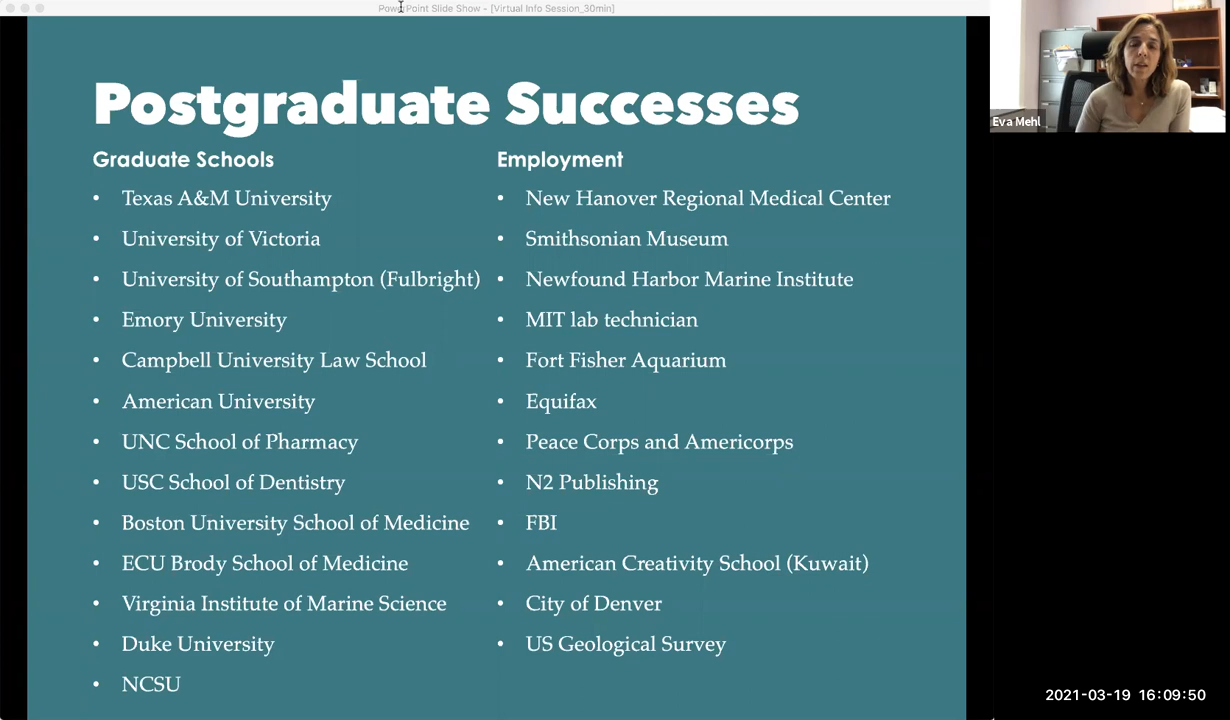 PowerPoint Slide Show - [Virtual Info Session_30min]
Postgraduate Successes
Graduate Schools
• Texas A&M University
• University of Victoria
• University of Southampton (Fulbright)
• Emory University
• Campbell University Law School
• American University
• UNC School of Pharmacy
• USC School of Dentistry
• Boston University School of Medicine
• ECU Brody School of Medicine
• Virginia Institute of Marine Science
• Duke University
• NCSU
Employment
• New Hanover Regional Medical Center
• Smithsonian Museum
• Newfound Harbor Marine Institute
• MIT lab technician
• Fort Fisher Aquarium
• Equifax
• Peace Corps and Americorps
• N2 Publishing
• FBI
• American Creativity School (Kuwait)
• City of Denver
• US Geological Survey
Eva Mehl
2021-03-19 16:09:50